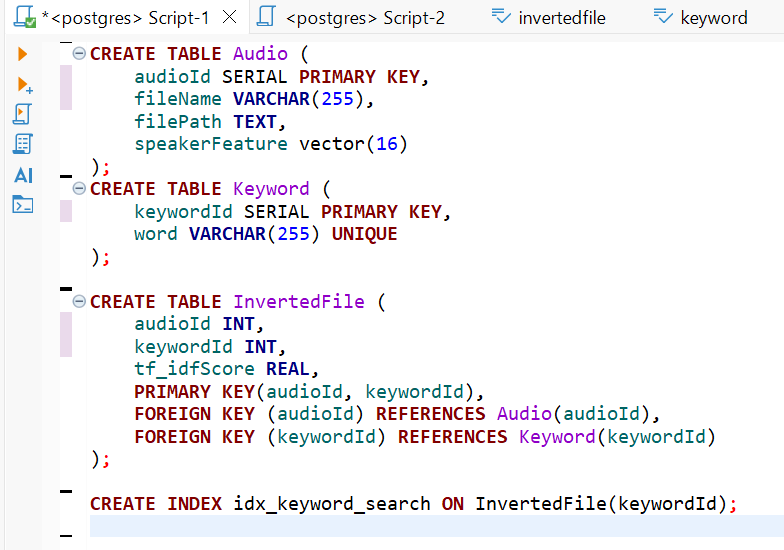 *<postgres> Script-1
<postgres> Script-2
invertedfile
keyword
AI
CREATE TABLE Audio (
audioId SERIAL PRIMARY KEY,
fileName VARCHAR(255),
filePath TEXT,
speakerFeature vector(16)
);
CREATE TABLE Keyword (
keywordId SERIAL PRIMARY KEY,
word VARCHAR(255) UNIQUE
);
CREATE TABLE InvertedFile (
audioId INT,
keywordId INT,
tf_idfScore REAL,
PRIMARY KEY(audioId, keywordId),
FOREIGN KEY (audioId) REFERENCES Audio(audioId),
FOREIGN KEY (keywordId) REFERENCES Keyword(keywordId)
);
CREATE INDEX idx_keyword_search ON InvertedFile(keywordId);